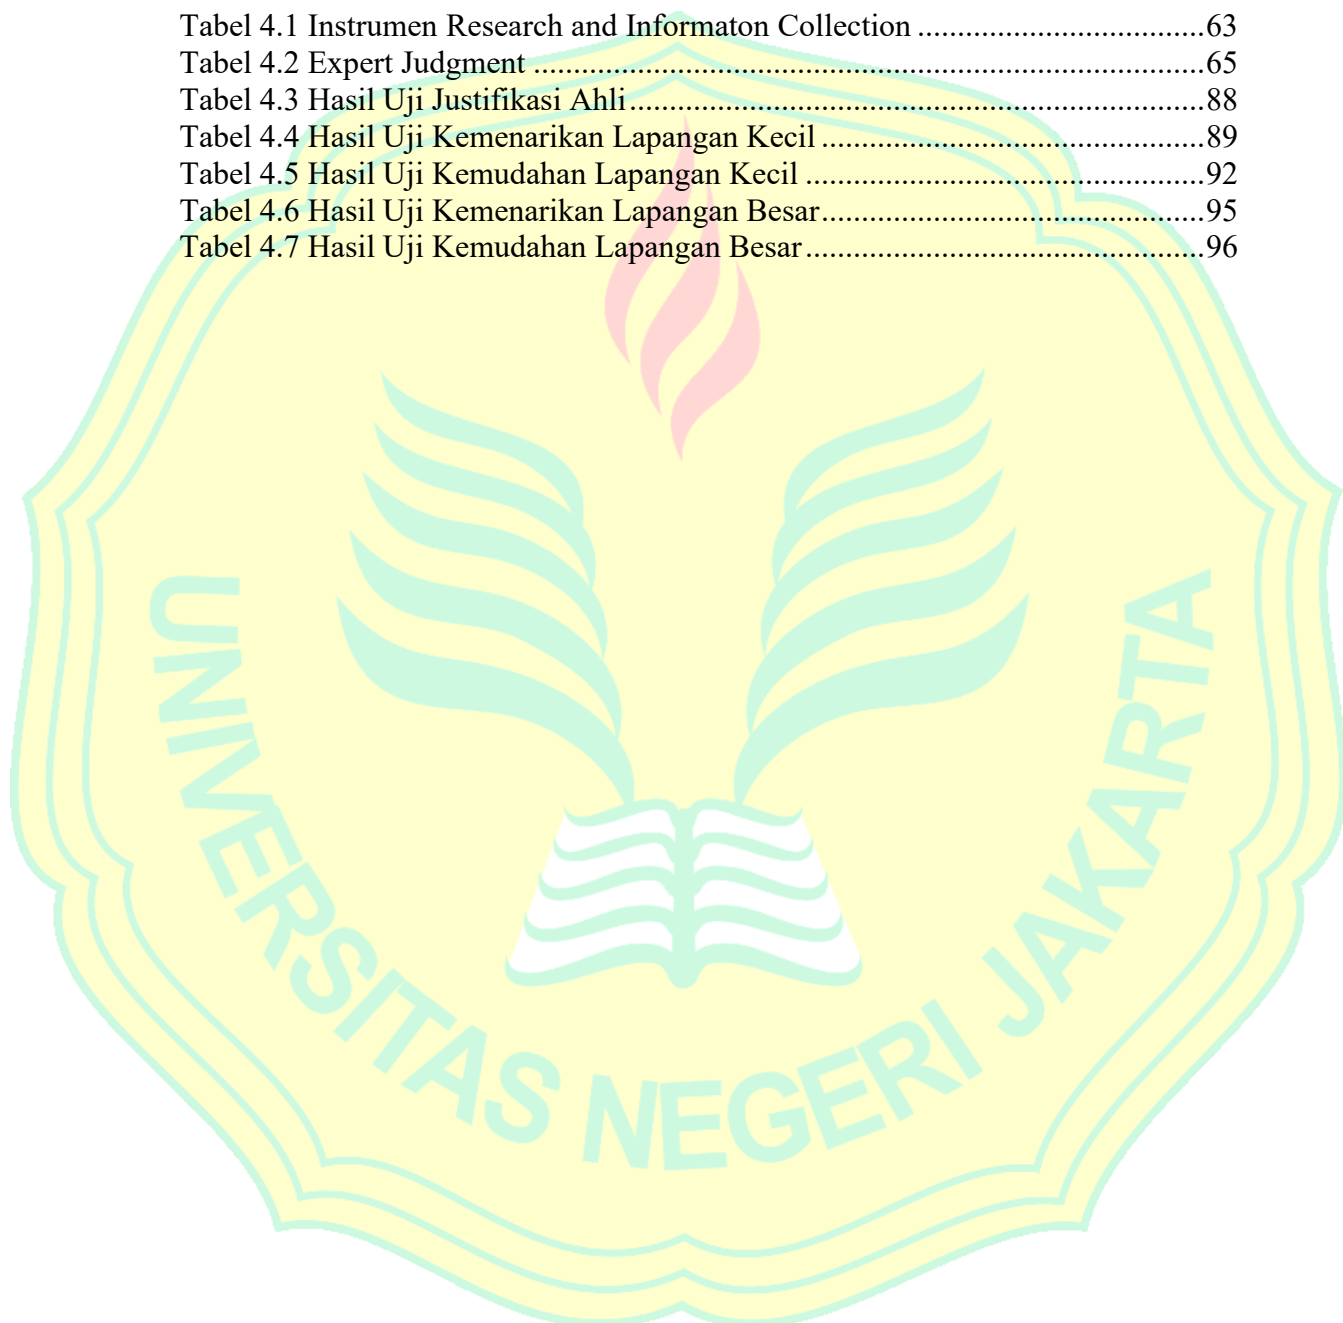 Tabel 4.1 Instrumen Research and Informaton Collection ................................63
Tabel 4.2 Expert Judgment ..........................................................................65
Tabel 4.3 Hasil Uji Justifikasi Ahli...............................................................88
Tabel 4.4 Hasil Uji Kemenarikan Lapangan Kecil ..........................................89
Tabel 4.5 Hasil Uji Kemudahan Lapangan Kecil ............................................92
Tabel 4.6 Hasil Uji Kemenarikan Lapangan Besar..........................................95
Tabel 4.7 Hasil Uji Kemudahan Lapangan Besar ............................................96
UNIVERSITAS NEGERI JAKARTA